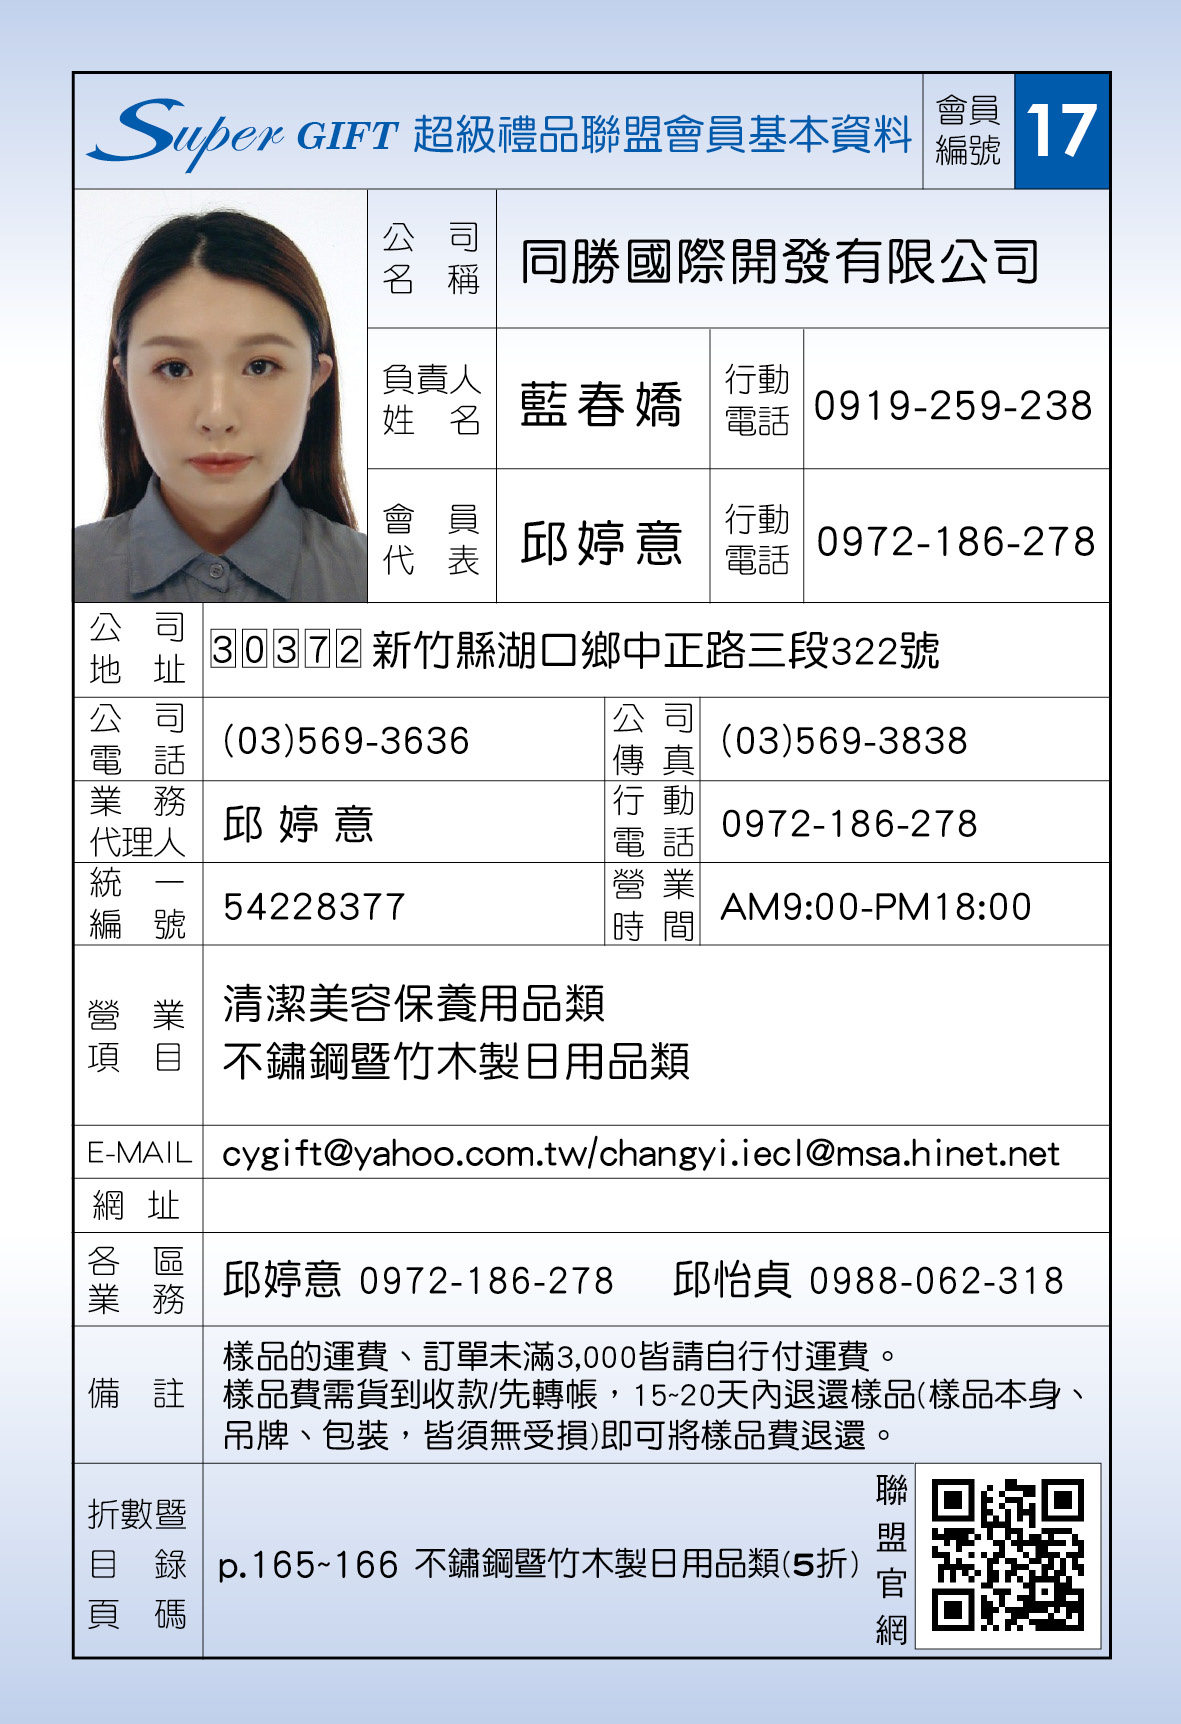 Super GIFT 超級禮品聯盟會員基本資料
會員編號 17
公司名稱 同勝國際開發有限公司
負責人姓名 藍春嬌 行動電話 0919-259-238
會員代表 邱婷意 行動電話 0972-186-278
公司地址 30372 新竹縣湖口鄉中正路三段322號
公司電話 (03)569-3636 公司傳真 (03)569-3838
業務代理人 邱婷意 行動電話 0972-186-278
統一編號 54228377 營業時間 AM9:00-PM18:00
營業項目 清潔美容保養用品類
不鏽鋼暨竹木製日用品類
E-MAIL cygift@yahoo.com.tw/changyi.iecl@msa.hinet.net
網址
各區業務 邱婷意 0972-186-278 邱怡貞 0988-062-318
備註 樣品的運費、訂單未滿3,000皆請自行付運費。
樣品費需貨到收款/先轉帳，15~20天內退還樣品(樣品本身、
吊牌、包裝，皆須無受損)即可將樣品費退還。
折數暨目錄頁碼 p.165~166 不鏽鋼暨竹木製日用品類(5折)
聯盟官網